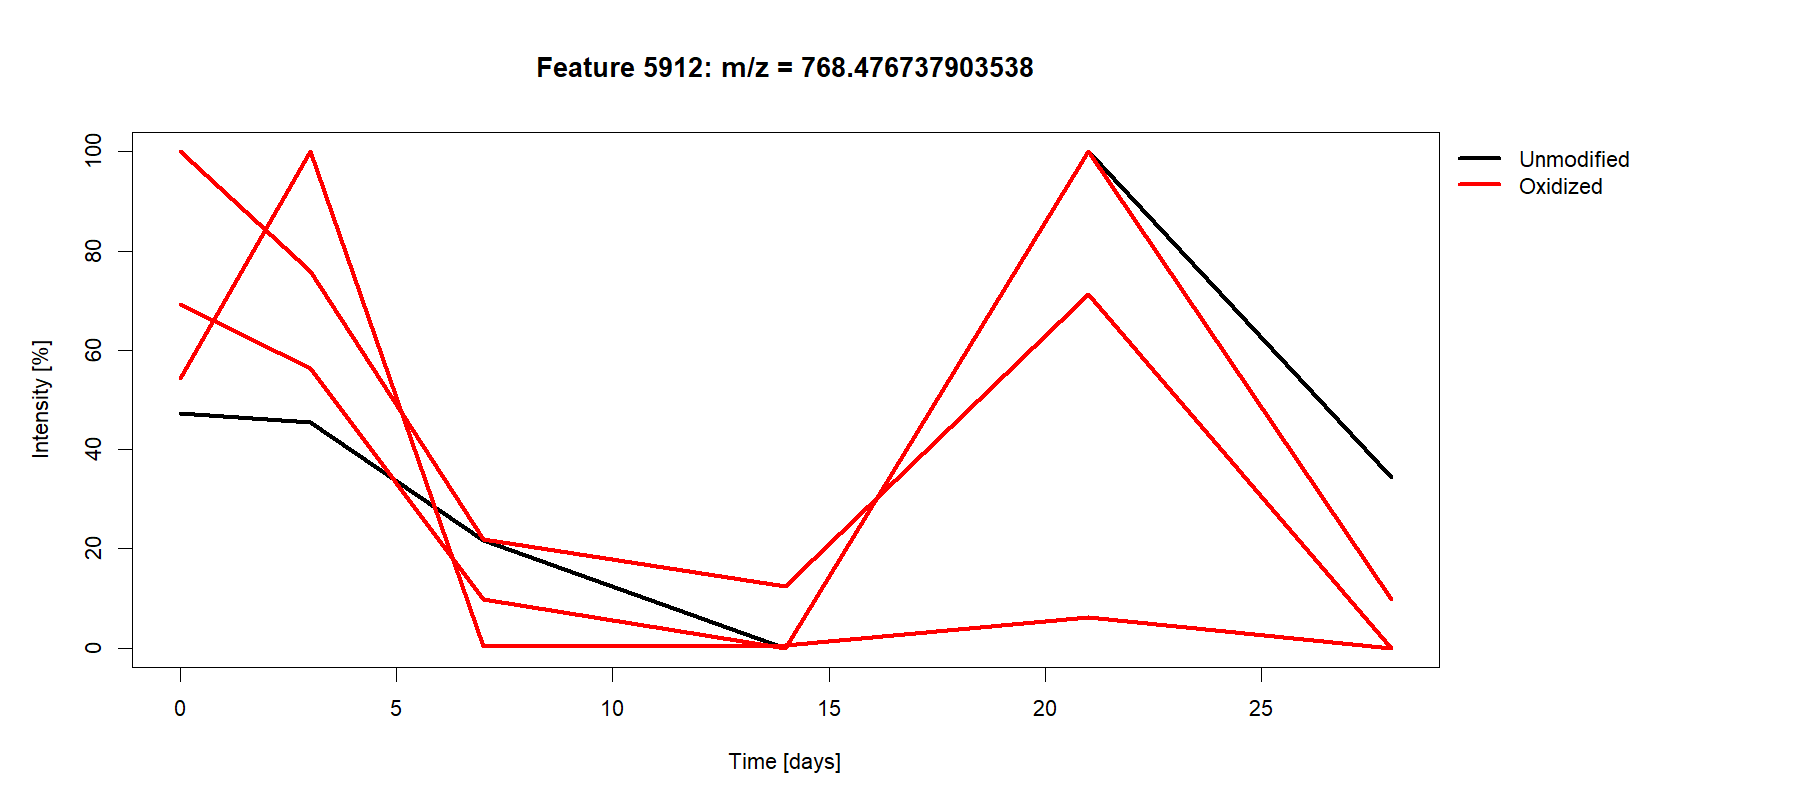 Feature 5912: m/z = 768.476737903538
Unmodified
Oxidized
Intensity [%]
100
80
60
40
20
0
0 5 10 15 20 25
Time [days]